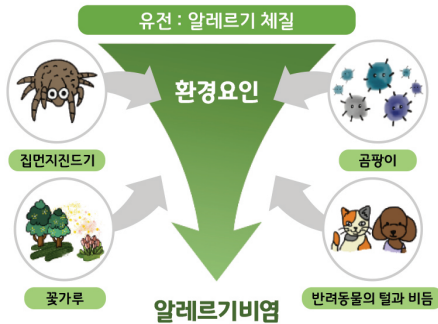 유전 : 알레르기 체질
환경요인
집먼지진드기
곰팡이
꽃가루
반려동물의 털과 비듬
알레르기비염